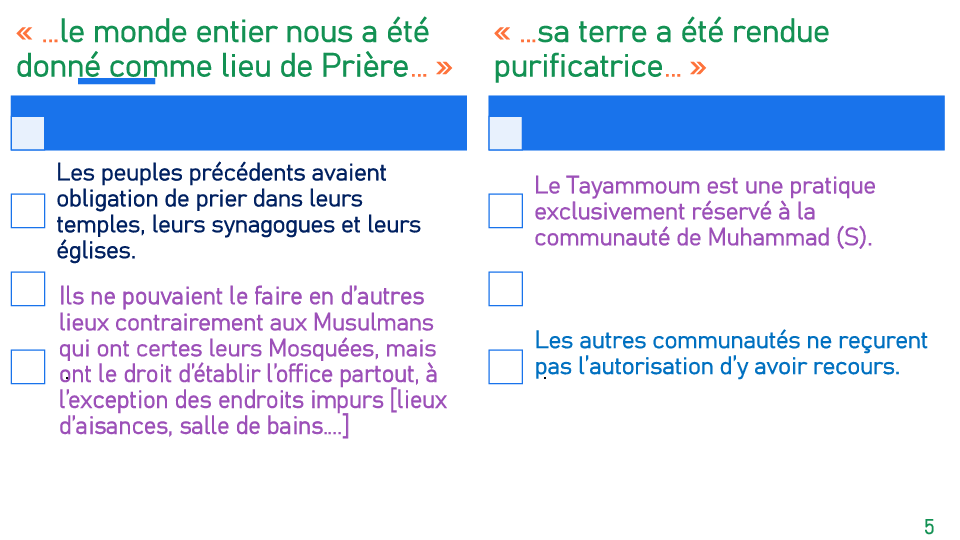 « ...le monde entier nous a été
donné comme lieu de Prière... »
Les peuples précédents avaient
obligation de prier dans leurs
temples, leurs synagogues et leurs
églises.
Ils ne pouvaient le faire en d’autres
lieux contrairement aux Musulmans
qui ont certes leurs Mosquées, mais
ont le droit d’établir l’office partout, à
l’exception des endroits impurs [lieux
d’aisances, salle de bains....]
« ...sa terre a été rendue
purificatrice... »
Le Tayammoum est une pratique
exclusivement réservé à la
communauté de Muhammad (S).
Les autres communautés ne reçurent
pas l’autorisation d’y avoir recours.
5